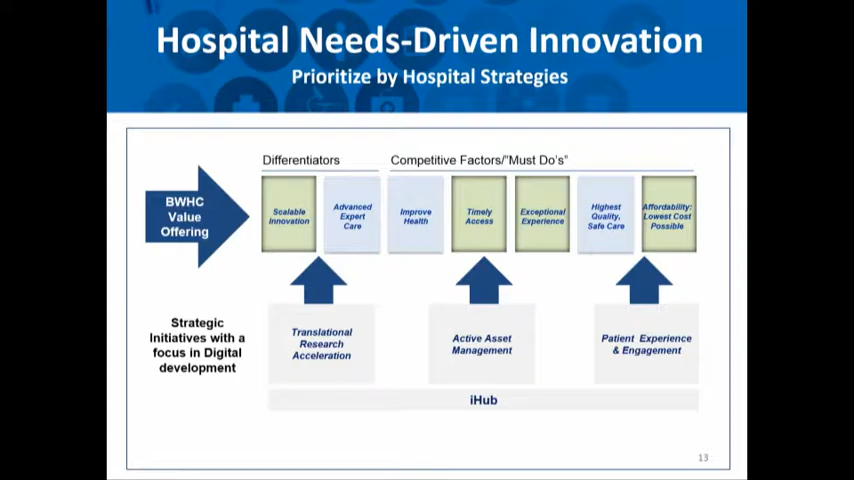 Hospital Needs-Driven Innovation
Prioritize by Hospital Strategies
Differentiators
Competitive Factors/"Must Do's"
BWHC
Value
Offering
Scalable
Innovation
Advanced
Expert
Care
Improve
Health
Timely
Access
Exceptional
Experience
Highest
Quality,
Safe Care
Affordability:
Lowest Cost
Possible
Strategic
Initiatives with a
focus in Digital
development
Translational
Research
Acceleration
Active Asset
Management
Patient Experience
& Engagement
iHub
13